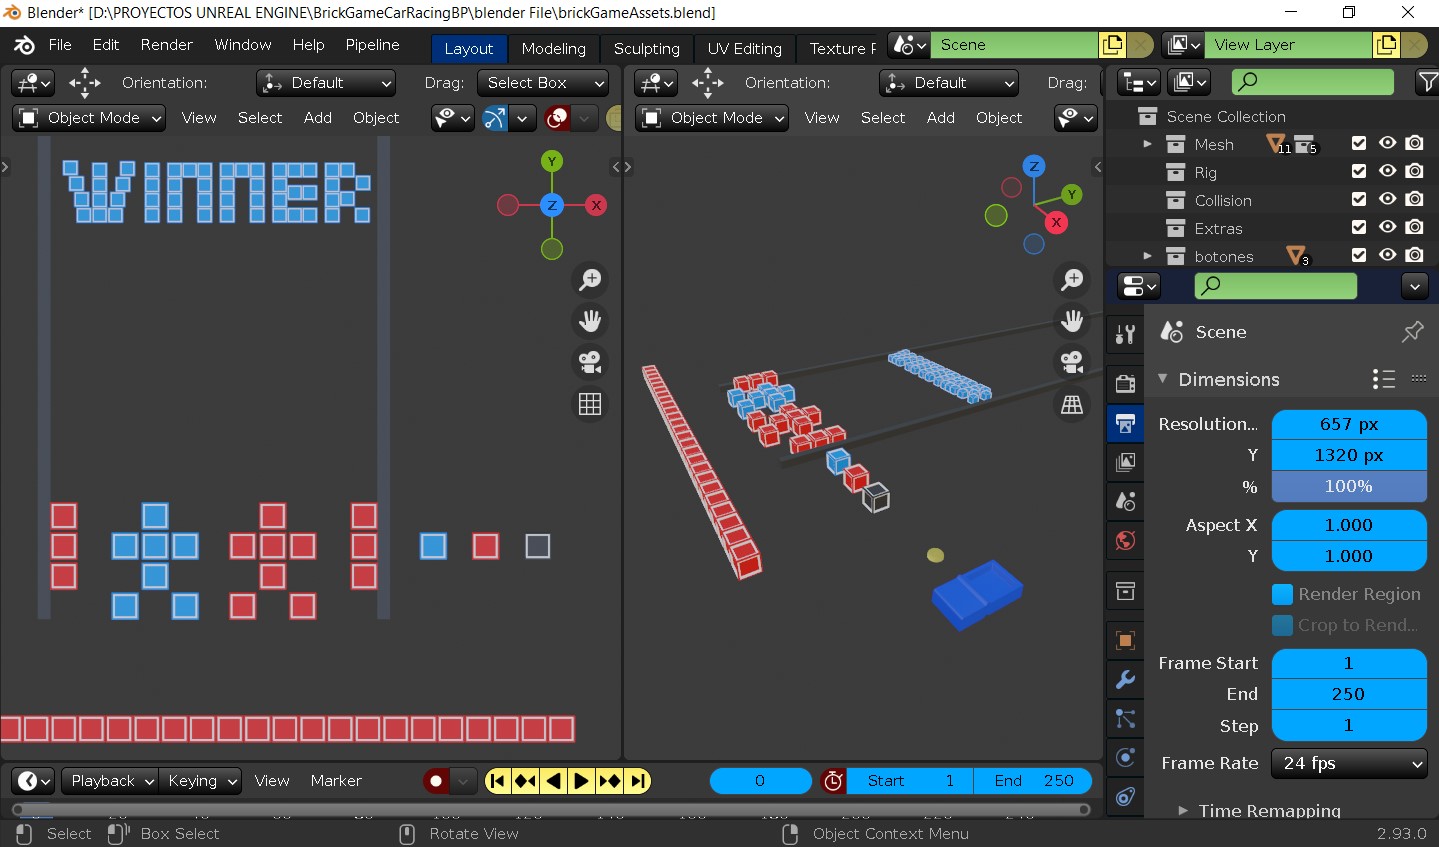 Blender* [D:\PROYECTOS UNREAL ENGINE\BrickGameCarRacingBP\blender File\brickGameAssets.blend]
File Edit Render Window Help Pipeline Layout Modeling Sculpting UV Editing Texture P Scene View Layer
Orientation: Default Drag: Select Box
Object Mode View Select Add Object
Orientation: Default Drag:
Object Mode View Select Add Object
WINNER
Y
Z
X
Z
Y
X
Scene Collection
Mesh 11 5
Rig
Collision
Extras
botones 3
Scene
Dimensions
Resolution... 657 px
Y 1320 px
% 100%
Aspect X 1.000
Y 1.000
Render Region
Crop to Rend...
Frame Start 1
End 250
Step 1
Frame Rate 24 fps
Time Remapping
Playback Keying View Marker 0 Start 1 End 250
Select Box Select Rotate View Object Context Menu 2.93.0